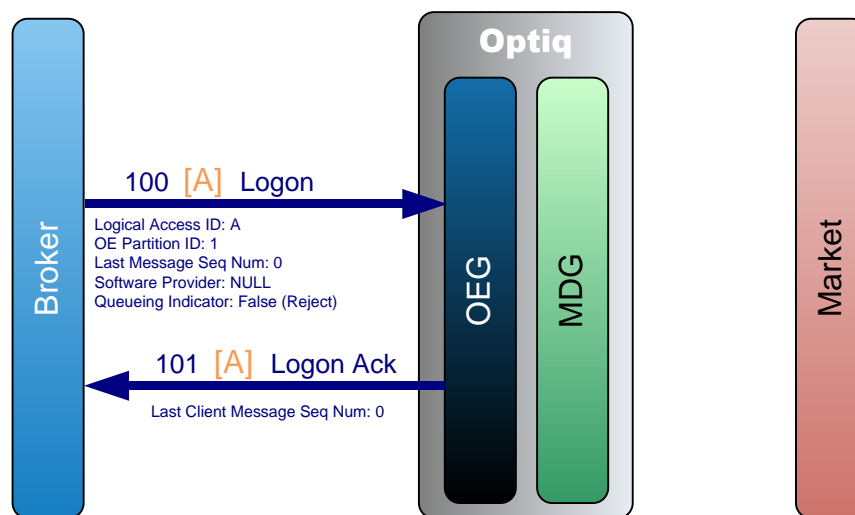 Optiq
100 [A] Logon
Logical Access ID: A
OE Partition ID: 1
Last Message Seq Num: 0
Software Provider: NULL
Queueing Indicator: False (Reject)
Broker
OEG
MDG
Market
101 [A] Logon Ack
Last Client Message Seq Num: 0